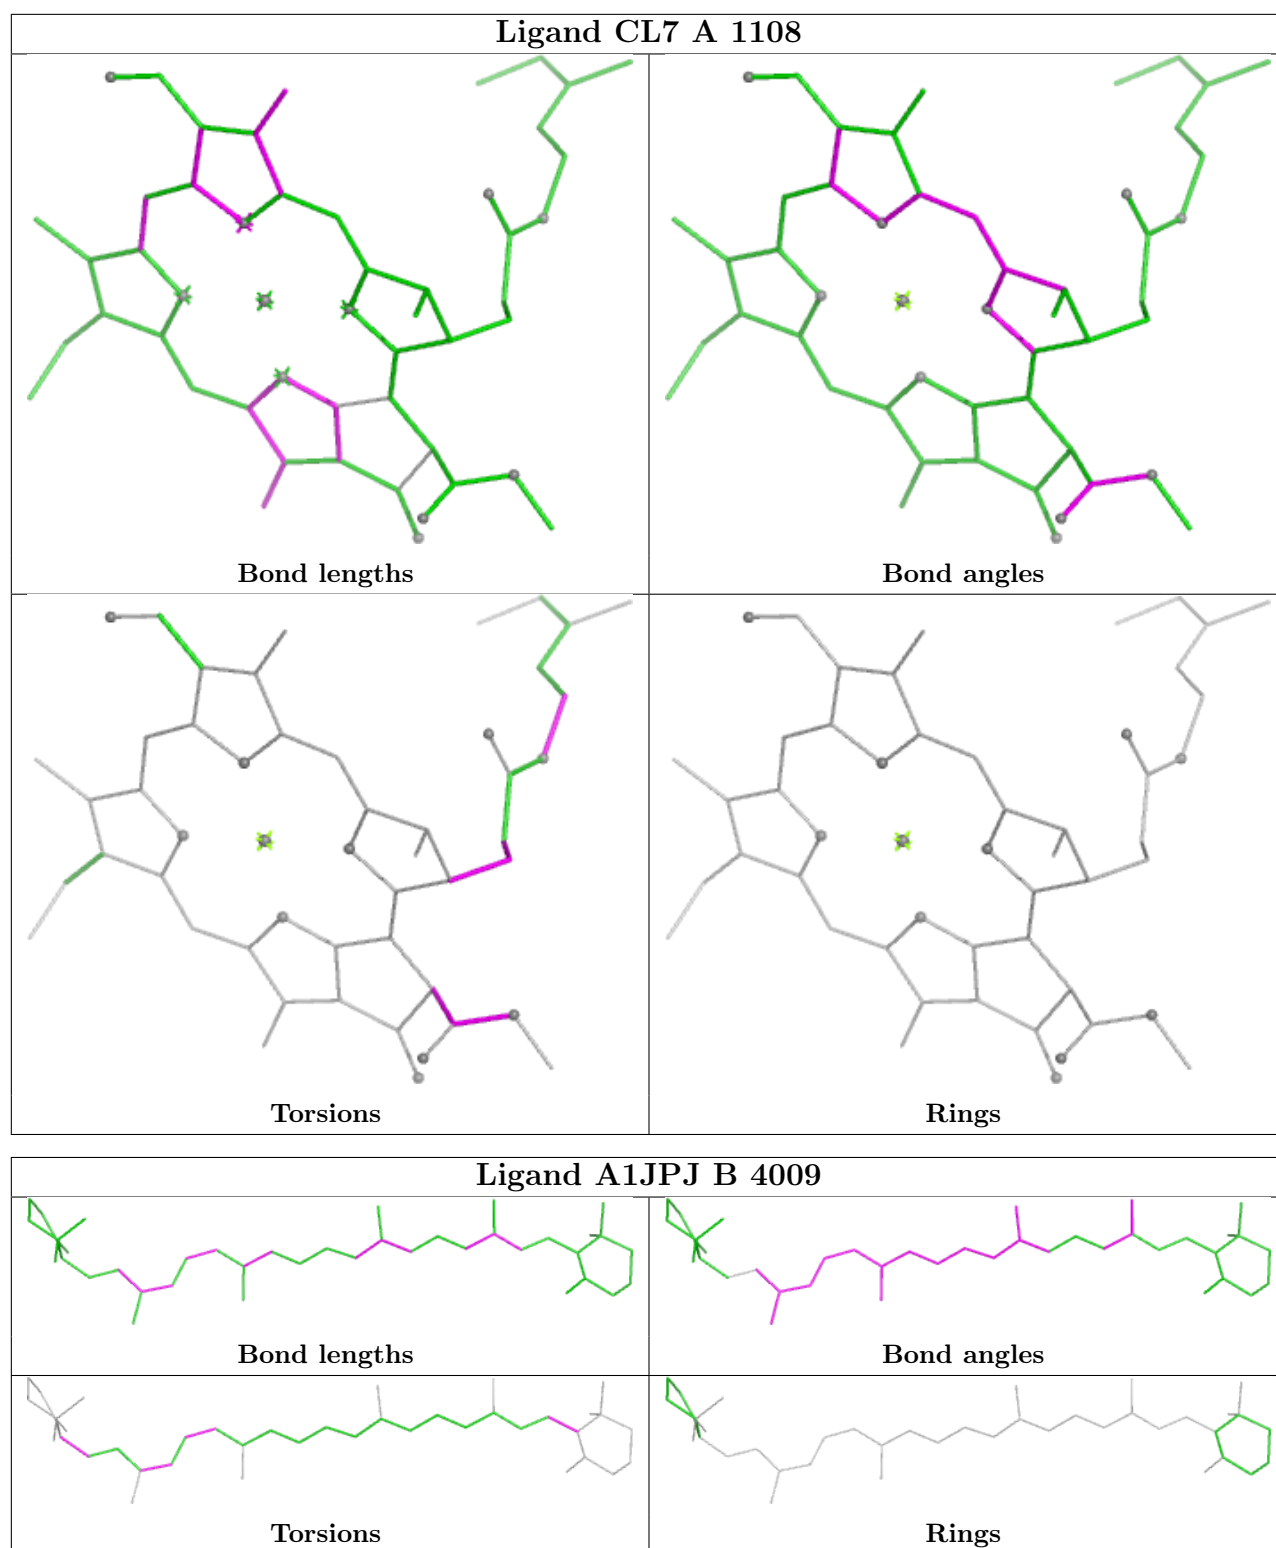 Ligand CL7 A 1108
Bond lengths
Bond angles
Torsions
Rings
Ligand A1JPJ B 4009
Bond lengths
Bond angles
Torsions
Rings